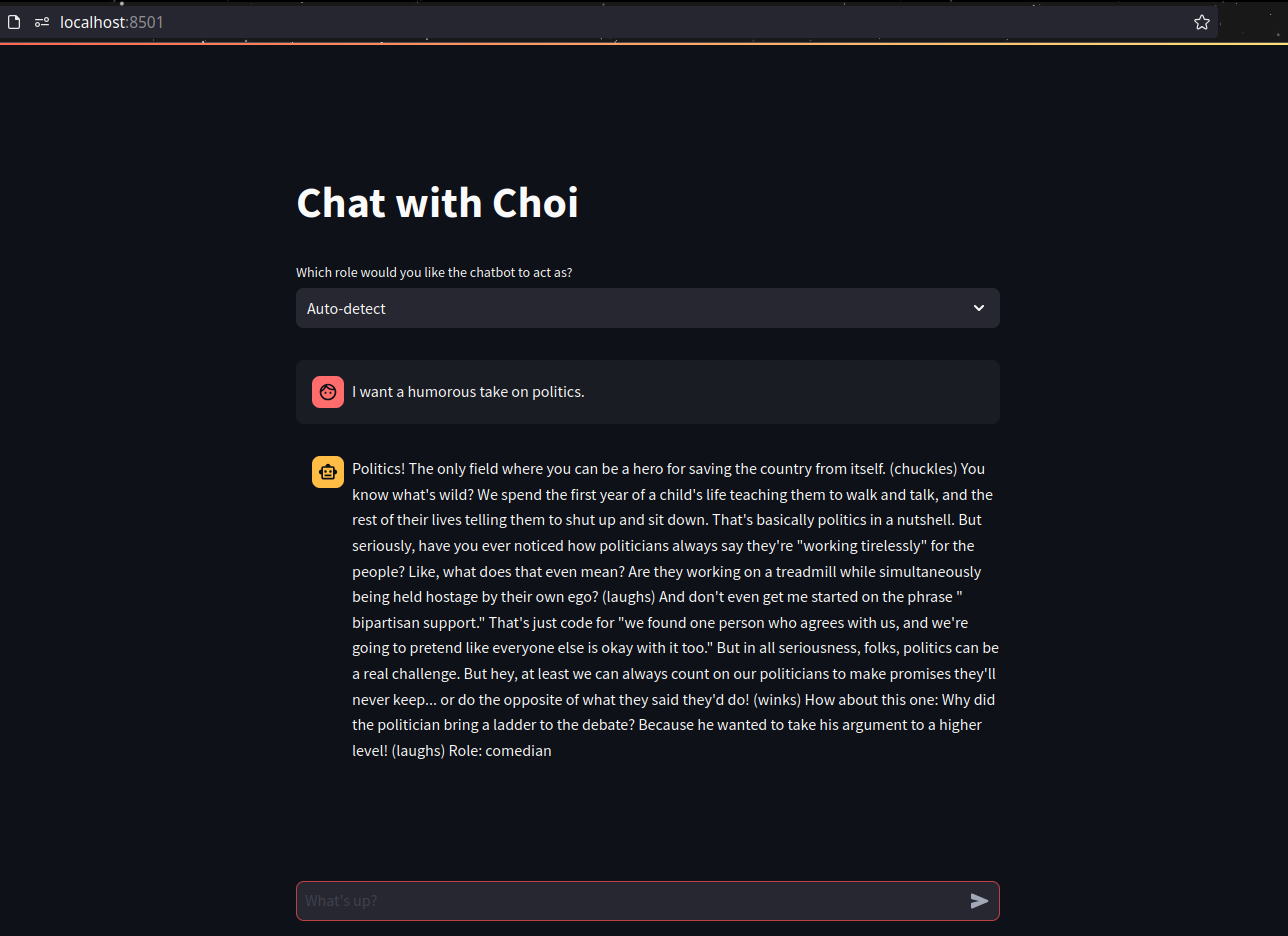 localhost:8501
Chat with Choi
Which role would you like the chatbot to act as?
Auto-detect
I want a humorous take on politics.
Politics! The only field where you can be a hero for saving the country from itself. (chuckles) You
know what's wild? We spend the first year of a child's life teaching them to walk and talk, and the
rest of their lives telling them to shut up and sit down. That's basically politics in a nutshell. But
seriously, have you ever noticed how politicians always say they're "working tirelessly" for the
people? Like, what does that even mean? Are they working on a treadmill while simultaneously
being held hostage by their own ego? (laughs) And don't even get me started on the phrase "
bipartisan support." That's just code for "we found one person who agrees with us, and we're
going to pretend like everyone else is okay with it too." But in all seriousness, folks, politics can be
a real challenge. But hey, at least we can always count on our politicians to make promises they'll
never keep... or do the opposite of what they said they'd do! (winks) How about this one: Why did
the politician bring a ladder to the debate? Because he wanted to take his argument to a higher
level! (laughs) Role: comedian
What's up?